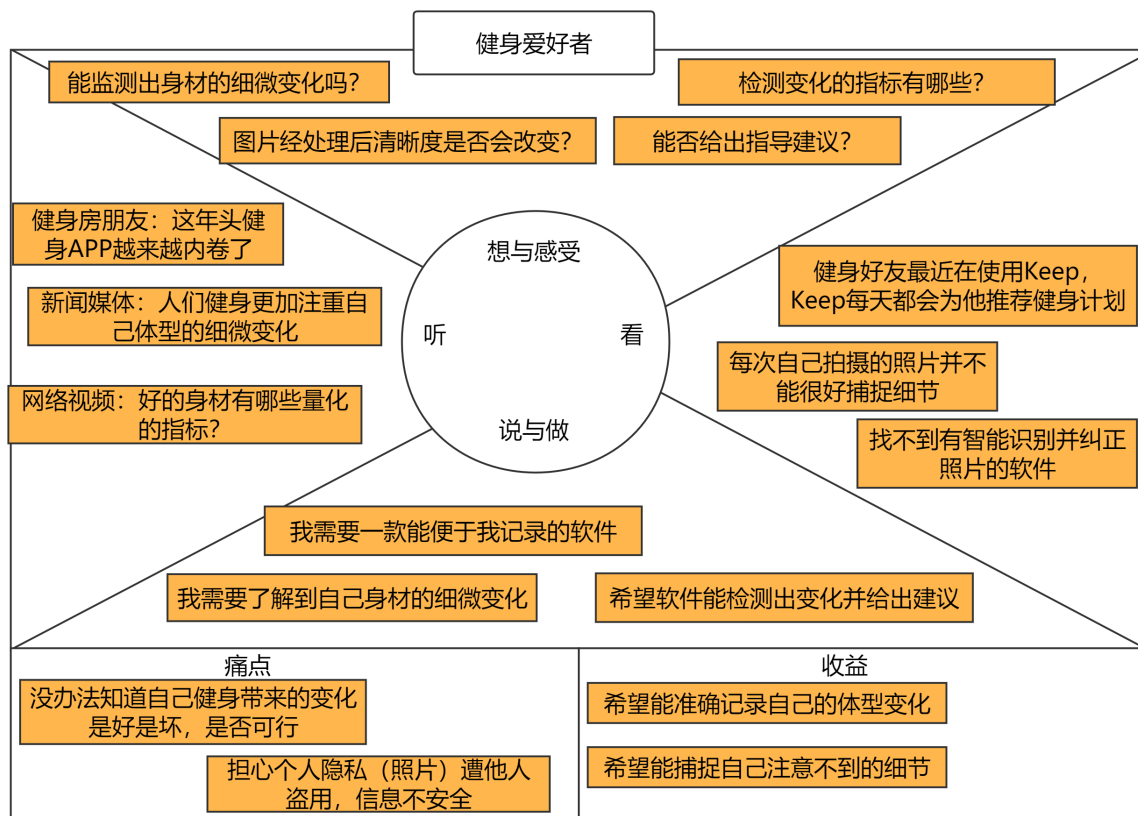 健身爱好者
能监测出身材的细微变化吗？
检测变化的指标有哪些？
图片经处理后清晰度是否会改变？
能否给出指导建议？
健身房朋友：这年头健
身APP越来越内卷了
新闻媒体：人们健身更加注重自
己体型的细微变化
网络视频：好的身材有哪些量化
的指标？
想与感受
听
看
说与做
健身好友最近在使用Keep，
Keep每天都会为他推荐健身计划
每次自己拍摄的照片并不
能很好捕捉细节
找不到有智能识别并纠正
照片的软件
我需要一款能便于我记录的软件
我需要了解到自己身材的细微变化
希望软件能检测出变化并给出建议
痛点
没办法知道自己健身带来的变化
是好是坏，是否可行
担心个人隐私（照片）遭他人
盗用，信息不安全
收益
希望能准确记录自己的体型变化
希望能捕捉自己注意不到的细节